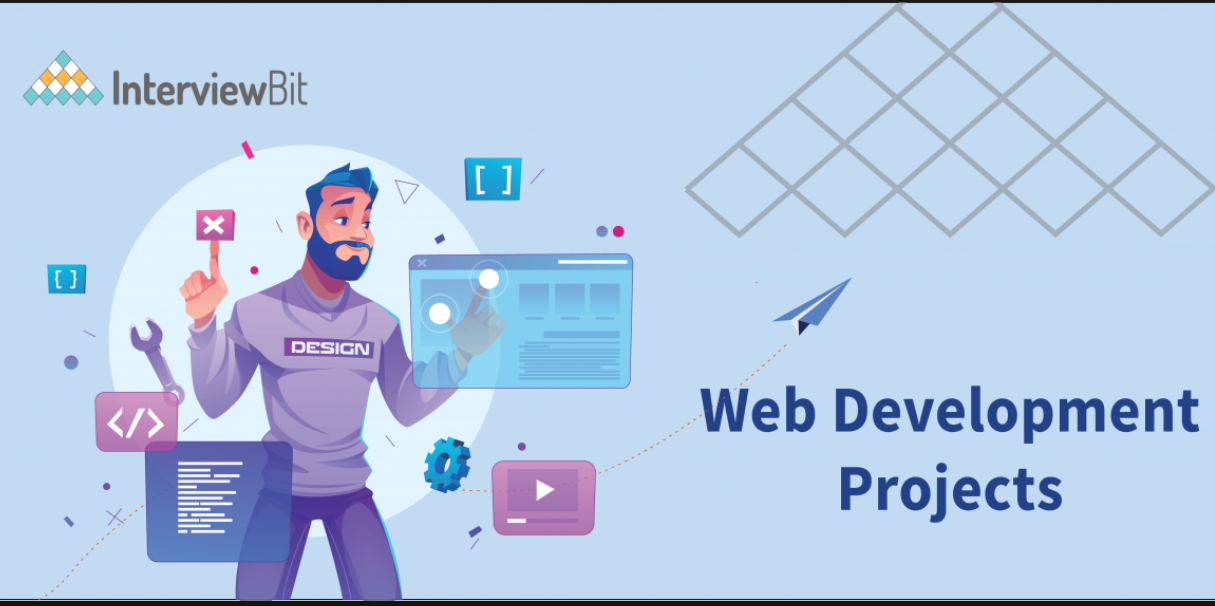 InterviewBit
[ ]
{ }
DESIGN
</>
Web Development
Projects